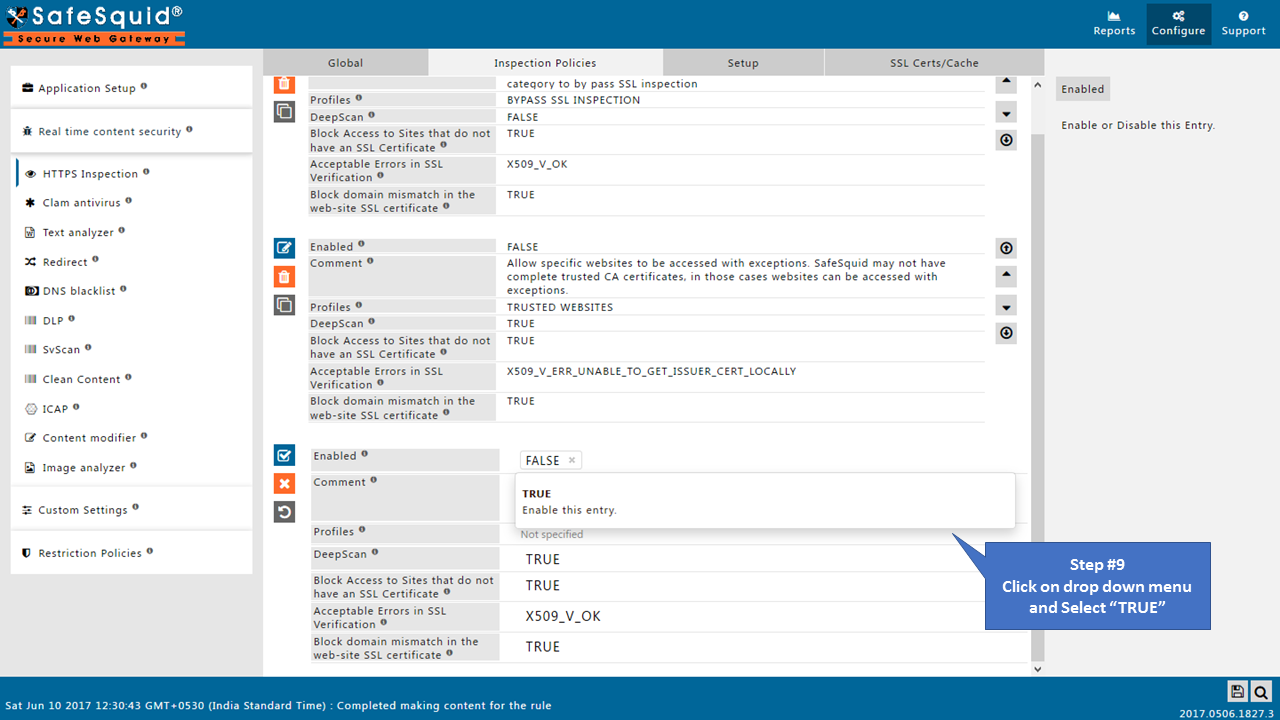 SafeSquid®
Secure Web Gateway
Reports
Configure
Support
Application Setup
Real time content security
HTTPS Inspection
Clam antivirus
Text analyzer
Redirect
DNS blacklist
DLP
SvScan
Clean Content
ICAP
Content modifier
Image analyzer
Custom Settings
Restriction Policies
Global
Inspection Policies
Setup
SSL Certs/Cache
category to by pass SSL inspection
Profiles
BYPASS SSL INSPECTION
DeepScan
FALSE
Block Access to Sites that do not
have an SSL Certificate
TRUE
Acceptable Errors in SSL
Verification
X509_V_OK
Block domain mismatch in the
web-site SSL certificate
TRUE
Enabled
FALSE
Comment
Allow specific websites to be accessed with exceptions. SafeSquid may not have
complete trusted CA certificates, in those cases websites can be accessed with
exceptions.
Profiles
TRUSTED WEBSITES
DeepScan
TRUE
Block Access to Sites that do not
have an SSL Certificate
TRUE
Acceptable Errors in SSL
Verification
X509_V_ERR_UNABLE_TO_GET_ISSUER_CERT_LOCALLY
Block domain mismatch in the
web-site SSL certificate
TRUE
Enabled
FALSE ×
Comment
TRUE
Enable this entry.
Profiles
Not specified
DeepScan
TRUE
Block Access to Sites that do not
have an SSL Certificate
TRUE
Acceptable Errors in SSL
Verification
X509_V_OK
Block domain mismatch in the
web-site SSL certificate
TRUE
Enabled
Enable or Disable this Entry.
Step #9
Click on drop down menu
and Select “TRUE”
Sat Jun 10 2017 12:30:43 GMT+0530 (India Standard Time) : Completed making content for the rule
2017.0506.1827.3